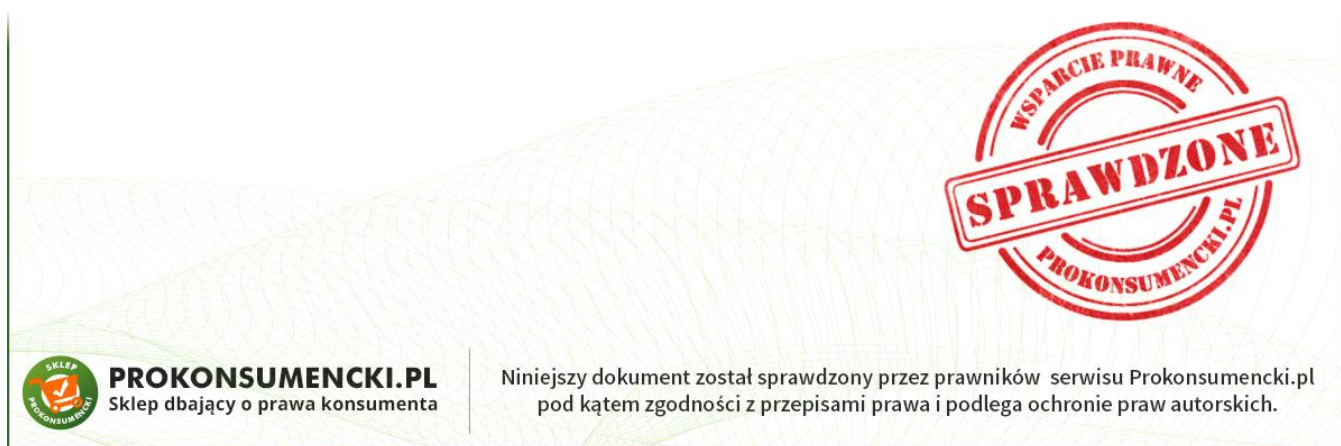 WSPARCIE PRAWNE
SPRAWDZONE
PROKONSUMENCKI.PL
SKLEP
PROKONSUMENCKI
PROKONSUMENCKI.PL
Sklep dbający o prawa konsumenta
Niniejszy dokument został sprawdzony przez prawników serwisu Prokonsumencki.pl
pod kątem zgodności z przepisami prawa i podlega ochronie praw autorskich.